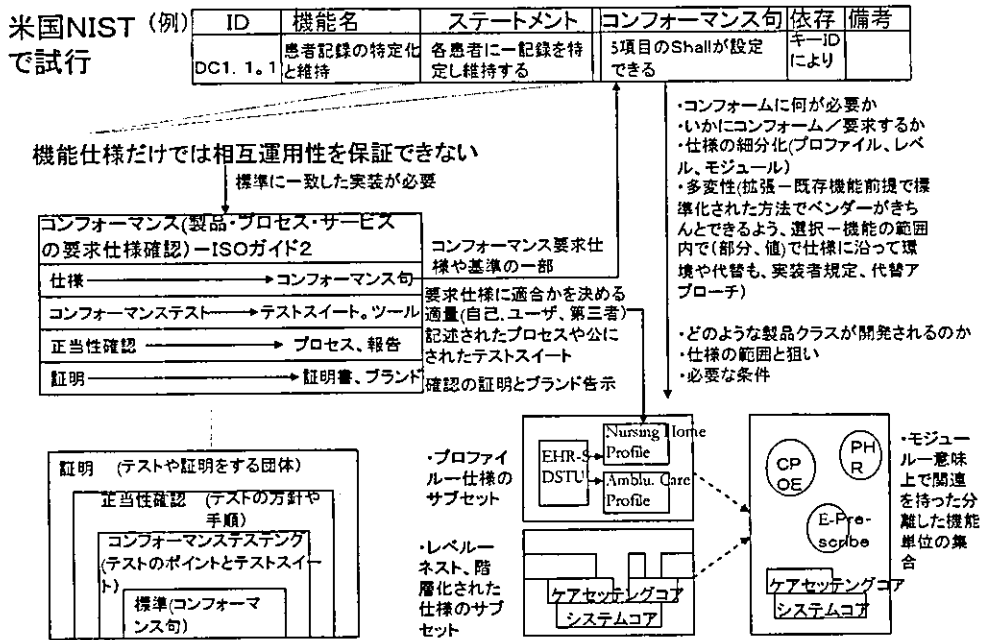 米国NIST（例）
で試行
ID 機能名 ステートメント コンフォーマンス句 依存 備考
DC1. 1。1 患者記録の特定化と維持 各患者に一記録を特定し維持する 5項目のShallが設定できる キーIDにより
機能仕様だけでは相互運用性を保証できない
標準に一致した実装が必要
コンフォーマンス(製品・プロセス・サービス
の要求仕様確認)－ISOガイド2
仕様 コンフォーマンス句
コンフォーマンステスト テストスイート。ツール
正当性確認 プロセス、報告
証明 証明書、ブランド
コンフォーマンス要求仕
様や基準の一部
要求仕様に適合かを決める
適量(自己.ユーザ、第三者)
記述されたプロセスや公に
されたテストスイート
確認の証明とブランド告示
・コンフォームに何が必要か
・いかにコンフォーム／要求するか
・仕様の細分化(プロファイル、レベ
ル、モジュール)
・多変性(拡張－既存機能前提で標
準化された方法でベンダーがきち
んとできるよう、選択－機能の範囲
内で(部分、値)で仕様に沿って環
境や代替も、実装者規定、代替ア
プローチ)
・どのような製品クラスが開発されるのか
・仕様の範囲と狙い
・必要な条件
証明 (テストや証明をする団体)
正当性確認 (テストの方針や
手順)
コンフォーマンステステング
(テストのポイントとテストスイー
ト)
標準(コンフォーマ
ンス句)
・プロファイ
ルー仕様の
サブセット
EHR-S
DSTU
Nursing Home
Profile
Amblu. Care
Profile
・レベルー
ネスト、階
層化された
仕様のサブ
セット
ケアセッテングコア
システムコア
CP
OE
PH
R
E-Pre-
scribe
ケアセッテングコア
システムコア
・モジュー
ルー意味
上で関連
を持った分
離した機能
単位の集
合